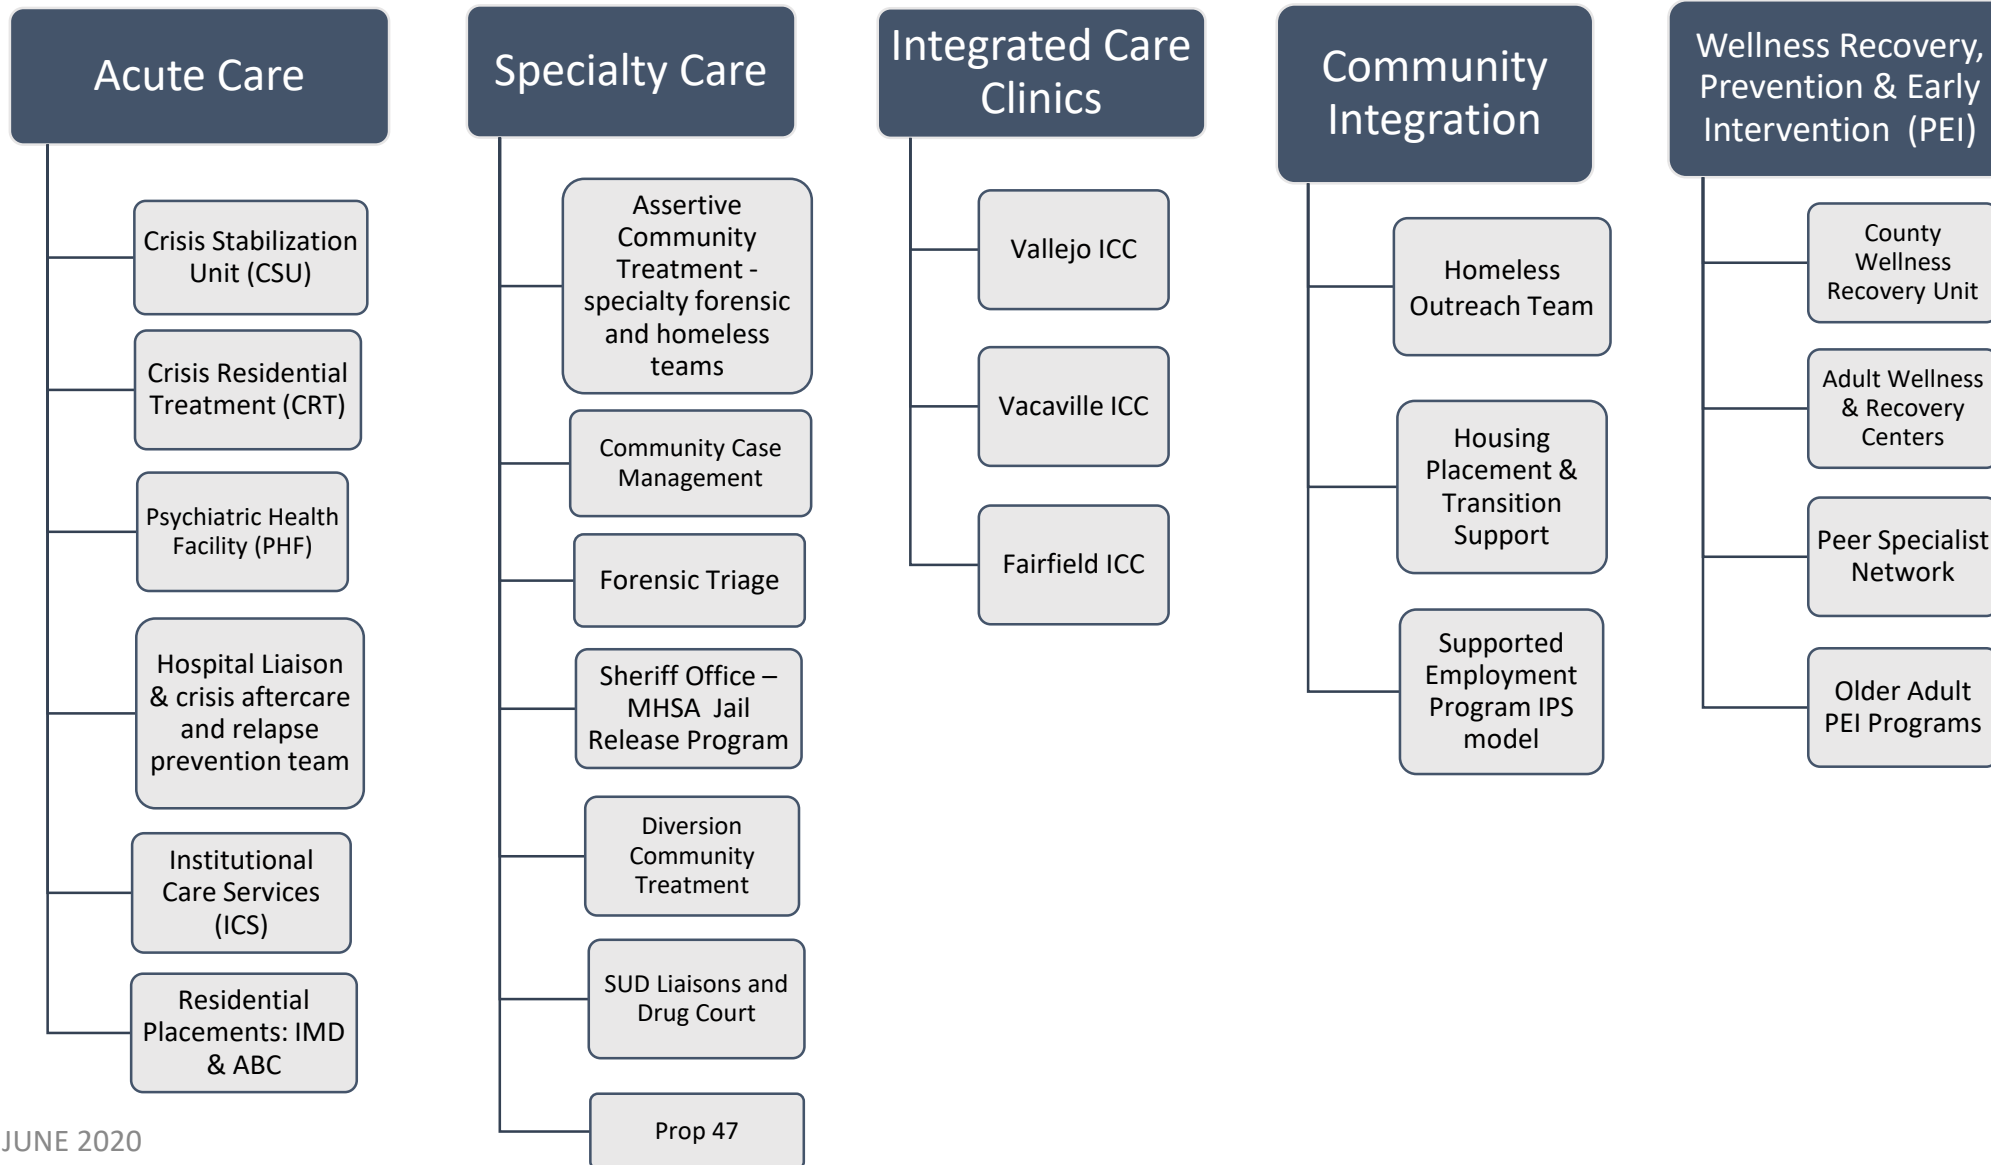 Acute Care
Crisis Stabilization
Unit (CSU)
Crisis Residential
Treatment (CRT)
Psychiatric Health
Facility (PHF)
Hospital Liaison
& crisis aftercare
and relapse
prevention team
Institutional
Care Services
(ICS)
Residential
Placements: IMD
& ABC
Specialty Care
Assertive
Community
Treatment -
specialty forensic
and homeless
teams
Community Case
Management
Forensic Triage
Sheriff Office –
MHSA Jail
Release Program
Diversion
Community
Treatment
SUD Liaisons and
Drug Court
Prop 47
Integrated Care
Clinics
Vallejo ICC
Vacaville ICC
Fairfield ICC
Community
Integration
Homeless
Outreach Team
Housing
Placement &
Transition
Support
Supported
Employment
Program IPS
model
Wellness Recovery,
Prevention & Early
Intervention (PEI)
County
Wellness
Recovery Unit
Adult Wellness
& Recovery
Centers
Peer Specialist
Network
Older Adult
PEI Programs
JUNE 2020